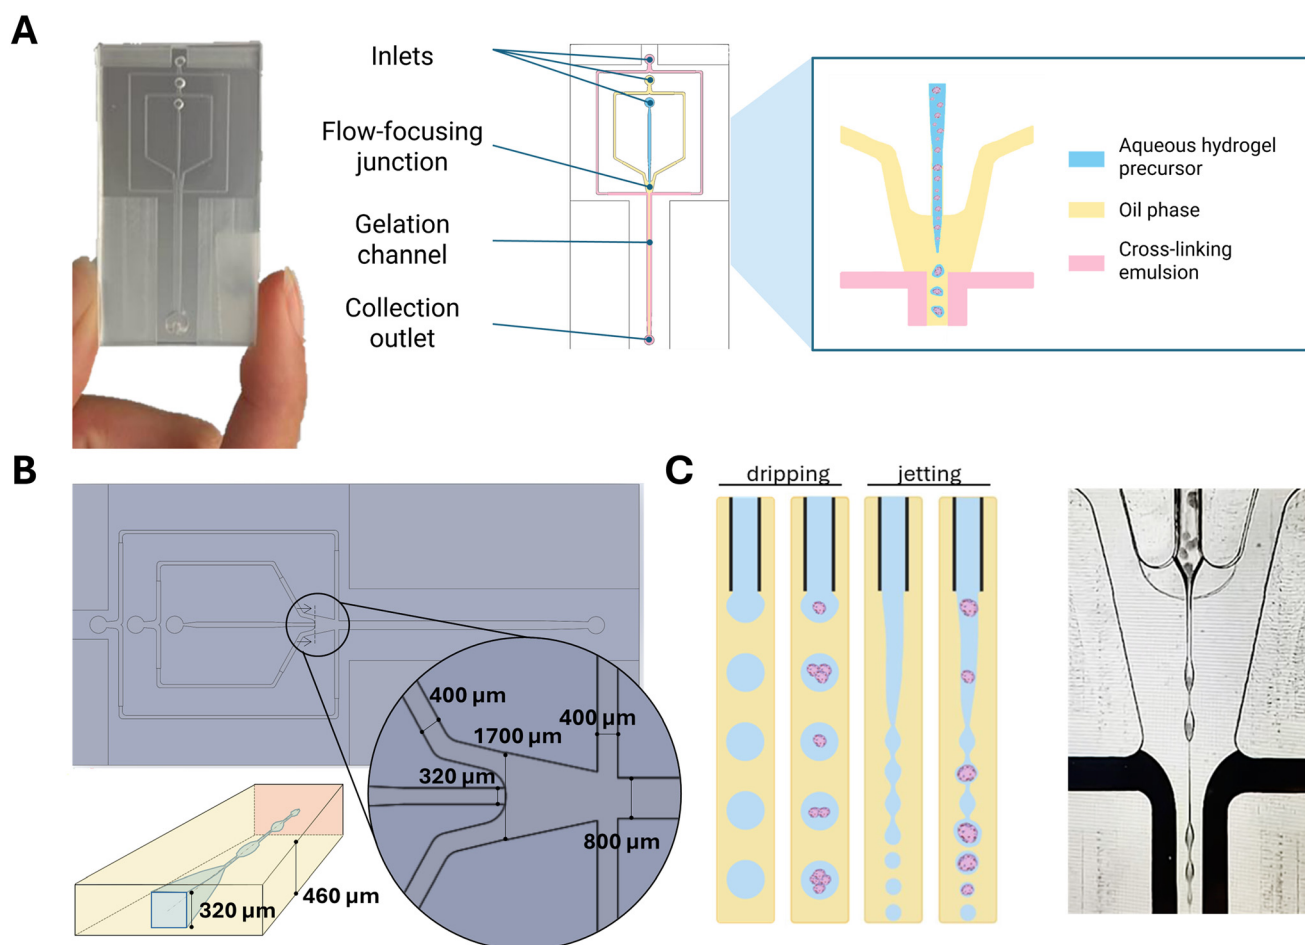 A
Inlets
Flow-focusing
junction
Gelation
channel
Collection
outlet
Aqueous hydrogel
precursor
Oil phase
Cross-linking
emulsion
B
400 µm
1700 µm
400 µm
320 µm
800 µm
320 µm
460 µm
C
dripping
jetting